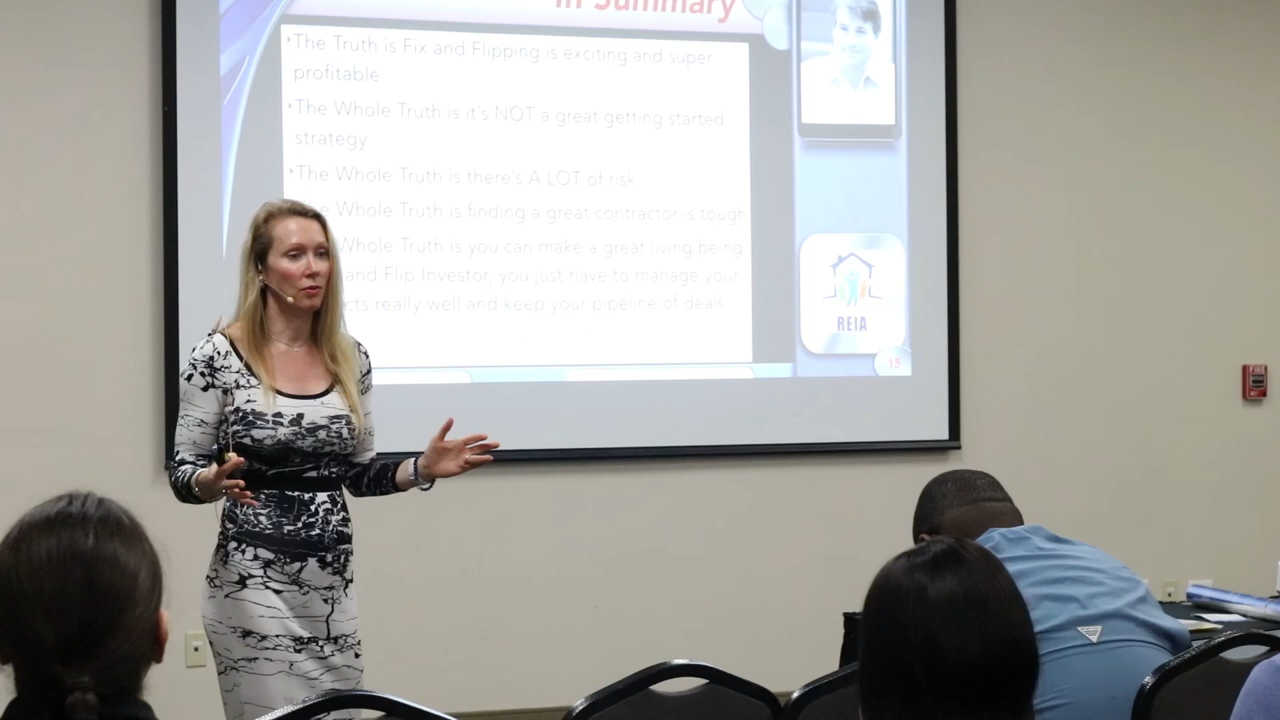 In Summary
The Truth is Fix and Flipping is exciting and super
profitable
The Whole Truth is it's NOT a great getting started
strategy
The Whole Truth is there's A LOT of risk
Whole Truth is finding a great contractor is tough
Whole Truth is you can make a great living being
and Flip Investor, you just have to manage your
really well and keep your pipeline of deals
REIA
15
FIRE